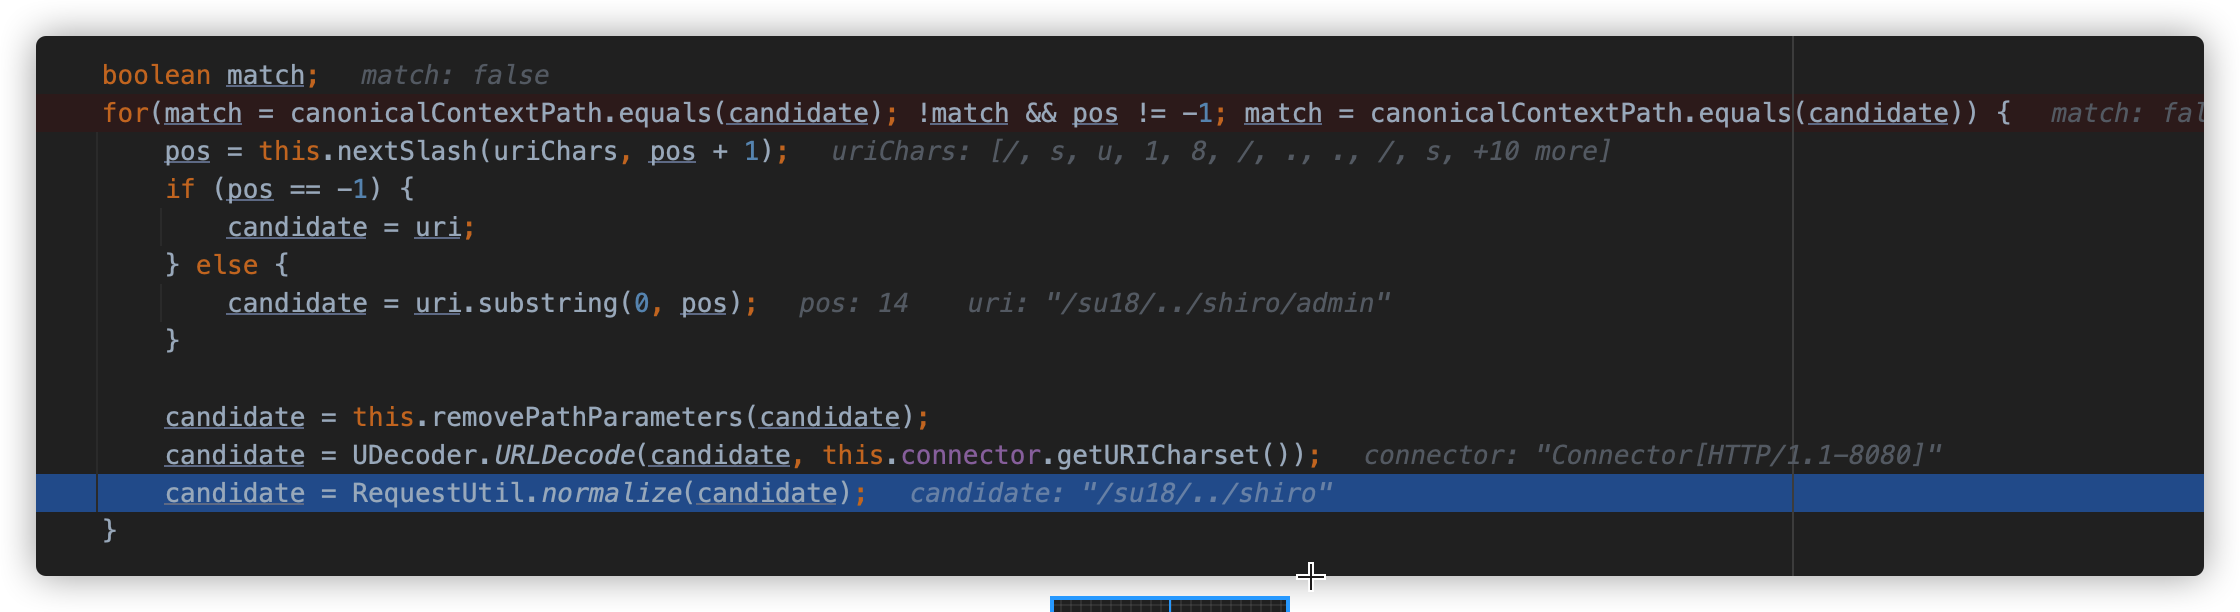 boolean match; match: false
for(match = canonicalContextPath.equals(candidate); !match && pos != -1; match = canonicalContextPath.equals(candidate)) { match: fal
pos = this.nextSlash(uriChars, pos + 1); uriChars: [/, s, u, 1, 8, /, ., ., /, s, +10 more]
if (pos == -1) {
candidate = uri;
} else {
candidate = uri.substring(0, pos); pos: 14 uri: "/su18/../shiro/admin"
}
candidate = this.removePathParameters(candidate);
candidate = UDecoder.URLDecode(candidate, this.connector.getURICharset()); connector: "Connector[HTTP/1.1-8080]"
candidate = RequestUtil.normalize(candidate); candidate: "/su18/../shiro"
}